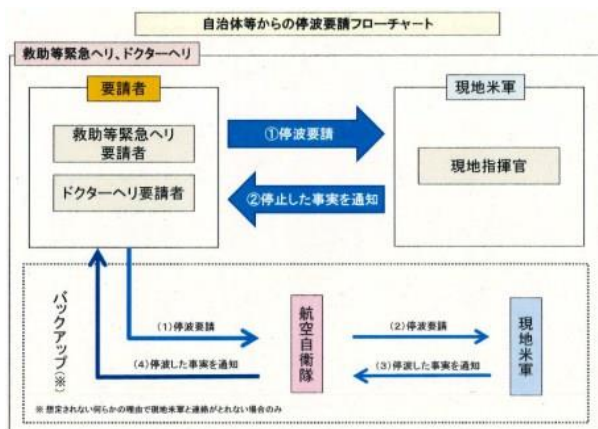 自治体等からの停波要請フローチャート
救助等緊急ヘリ、ドクターヘリ
要請者
救助等緊急ヘリ
要請者
ドクターヘリ要請者
①停波要請
②停止した事実を通知
現地米軍
現地指揮官
バックアップ(※)
(1)停波要請
(4)停波した事実を通知
航空自衛隊
(2)停波要請
(3)停波した事実を通知
現地米軍
※ 想定されない何らかの理由で現地米軍と連絡がとれない場合のみ